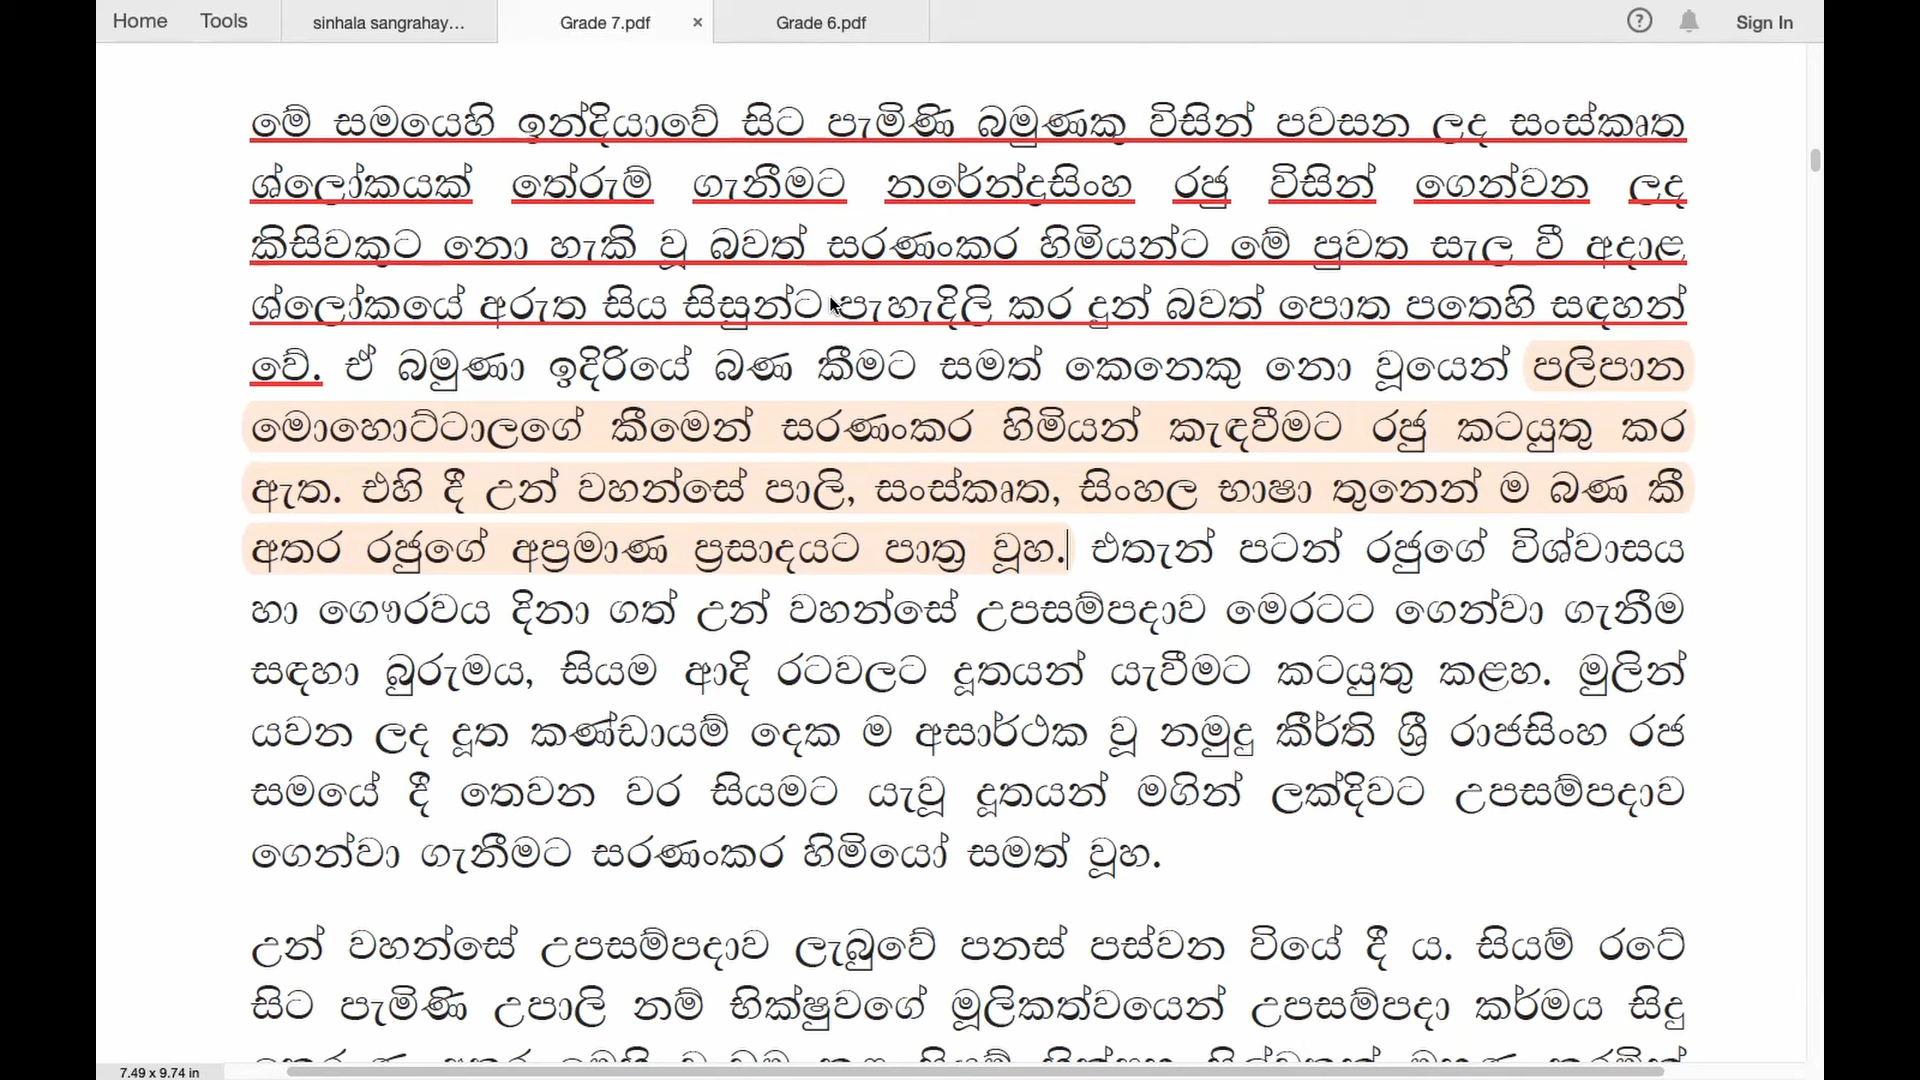 Home Tools sinhala sangrahay... Grade 7.pdf × Grade 6.pdf ? Sign In
මේ සමයෙහි ඉන්දියාවේ සිට පැමිණි බමුණකු විසින් පවසන ලද සංස්කෘත
ශ්ලෝකයක් තේරුම් ගැනීමට නරේන්ද්‍රසිංහ රජු විසින් ගෙන්වන ලද
කිසිවකුට නො හැකි වූ බවත් සරණංකර හිමියන්ට මේ පුවත සැල වී අදාළ
ශ්ලෝකයේ අරුත සිය සිසුන්ට පැහැදිලි කර දුන් බවත් පොත පතෙහි සඳහන්
වේ. ඒ බමුණා ඉදිරියේ බණ කීමට සමත් කෙනෙකු නො වූයෙන් පලිපාන
මොහොට්ටාලගේ කීමෙන් සරණංකර හිමියන් කැඳවීමට රජු කටයුතු කර
ඇත. එහි දී උන් වහන්සේ පාලි, සංස්කෘත, සිංහල භාෂා තුනෙන් ම බණ කී
අතර රජුගේ අප්‍රමාණ ප්‍රසාදයට පාත්‍ර වූහ. එතැන් පටන් රජුගේ විශ්වාසය
හා ගෞරවය දිනා ගත් උන් වහන්සේ උපසම්පදාව මෙරටට ගෙන්වා ගැනීම
සඳහා බුරුමය, සියම ආදි රටවලට දූතයන් යැවීමට කටයුතු කළහ. මුලින්
යවන ලද දූත කණ්ඩායම් දෙක ම අසාර්ථක වූ නමුදු කීර්ති ශ්‍රී රාජසිංහ රජ
සමයේ දී තෙවන වර සියමට යැවූ දූතයන් මගින් ලක්දිවට උපසම්පදාව
ගෙන්වා ගැනීමට සරණංකර හිමියෝ සමත් වූහ.
උන් වහන්සේ උපසම්පදාව ලැබුවේ පනස් පස්වන වියේ දී ය. සියම් රටේ
සිට පැමිණි උපාලි නම් භික්ෂුවගේ මූලිකත්වයෙන් උපසම්පදා කර්මය සිදු
7.49 x 9.74 in